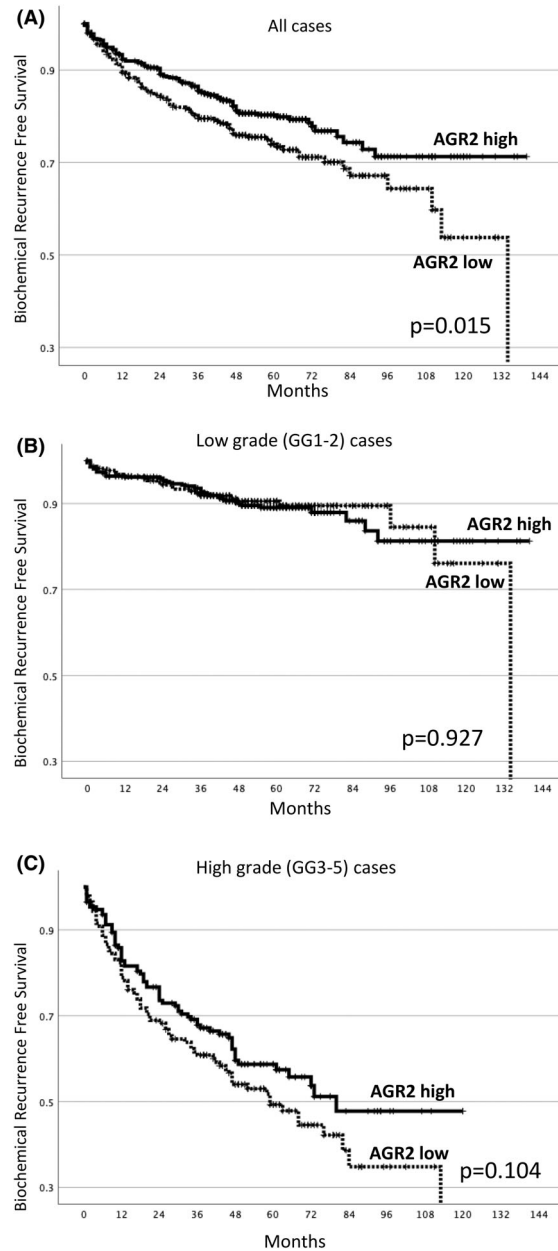 (A)
All cases
Biochemical Recurrence Free Survival
0.9
0.7
0.5
0.3
AGR2 high
AGR2 low
p=0.015
0 12 24 36 48 60 72 84 96 108 120 132 144
Months
(B)
Low grade (GG1-2) cases
Biochemical Recurrence Free Survival
0.9
0.7
0.5
0.3
AGR2 high
AGR2 low
p=0.927
0 12 24 36 48 60 72 84 96 108 120 132 144
Months
(C)
High grade (GG3-5) cases
Biochemical Recurrence Free Survival
0.9
0.7
0.5
0.3
AGR2 high
AGR2 low
p=0.104
0 12 24 36 48 60 72 84 96 108 120 132 144
Months